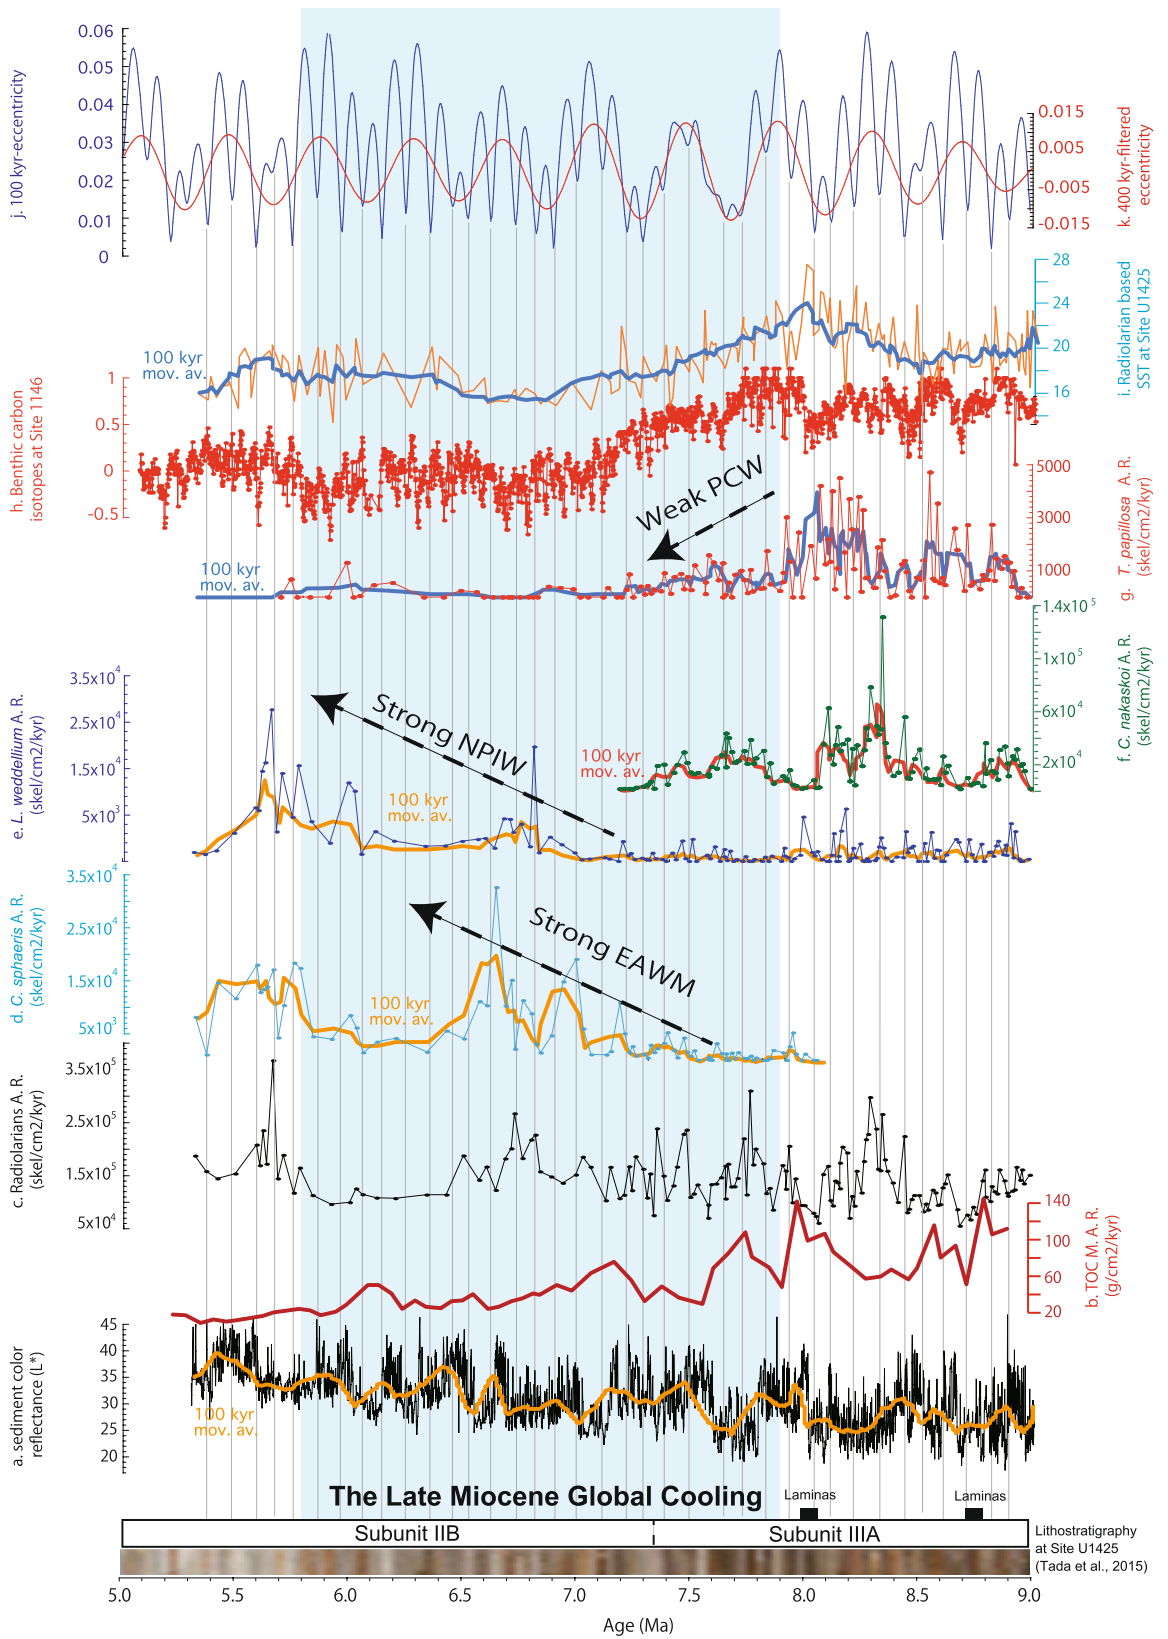 j. 100 kyr-eccentricity
0.06
0.05
0.04
0.03
0.02
0.01
0
0.015
0.005
-0.005
-0.015
k. 400 kyr-filtered
eccentricity
28
24
20
16
i. Radiolarian based
SST at Site U1425
100 kyr
mov. av.
h. Benthic carbon
isotopes at Site 1146
1
0.5
0
-0.5
Weak PCW
5000
3000
1000
g. T. papillosa A. R.
(skel/cm2/kyr)
100 kyr
mov. av.
1.4x10^5
1x10^5
6x10^4
2x10^4
f. C. nakaskoi A. R.
(skel/cm2/kyr)
100 kyr
mov. av.
e. L. weddellium A. R.
(skel/cm2/kyr)
3.5x10^4
2.5x10^4
1.5x10^4
5x10^3
Strong NPIW
100 kyr
mov. av.
d. C. sphaeris A. R.
(skel/cm2/kyr)
3.5x10^4
2.5x10^4
1.5x10^4
5x10^3
Strong EAWM
100 kyr
mov. av.
c. Radiolarians A. R.
(skel/cm2/kyr)
3.5x10^5
2.5x10^5
1.5x10^5
5x10^4
140
100
60
20
b. TOC M. A. R.
(g/cm2/kyr)
a. sediment color
reflectance (L*)
45
40
35
30
25
20
100 kyr
mov. av.
The Late Miocene Global Cooling
Laminas
Laminas
Subunit IIB
Subunit IIIA
Lithostratigraphy
at Site U1425
(Tada et al., 2015)
5.0
5.5
6.0
6.5
7.0
7.5
8.0
8.5
9.0
Age (Ma)